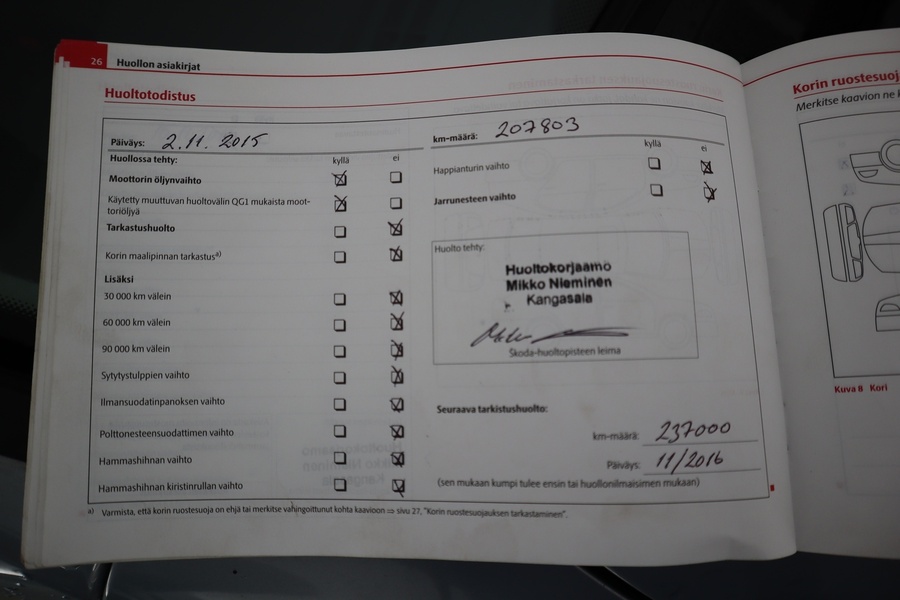 26 Huollon asiakirjat
Huoltotodistus
Päiväys: 2.11. 2015
Huollossa tehty: kyllä ei
Moottorin öljynvaihto
Käytetty muuttuvan huoltovälin QG1 mukaista moot-
toriöljyä
Tarkastushuolto
Korin maalipinnan tarkastus a)
Lisäksi
30 000 km välein
60 000 km välein
90 000 km välein
Sytytystulppien vaihto
Ilmansuodatinpanoksen vaihto
Polttonesteensuodattimen vaihto
Hammashihnan vaihto
Hammashihnan kiristinrullan vaihto
km-määrä: 207803
kyllä ei
Happianturin vaihto
Jarrunesteen vaihto
Huolto tehty:
Huoltokorjaamo
Mikko Nieminen
Kangasala
Škoda-huoltopisteen leima
Seuraava tarkistushuolto:
km-määrä: 237000
Päiväys: 11/2016
(sen mukaan kumpi tulee ensin tai huollonilmaisimen mukaan)
a) Varmista, että korin ruostesuoja on ehjä tai merkitse vahingoittunut kohta kaavioon ⇒ sivu 27, "Korin ruostesuojauksen tarkastaminen".
Korin ruostesuoj
Merkitse kaavion ne k
Kuva 8 Kori